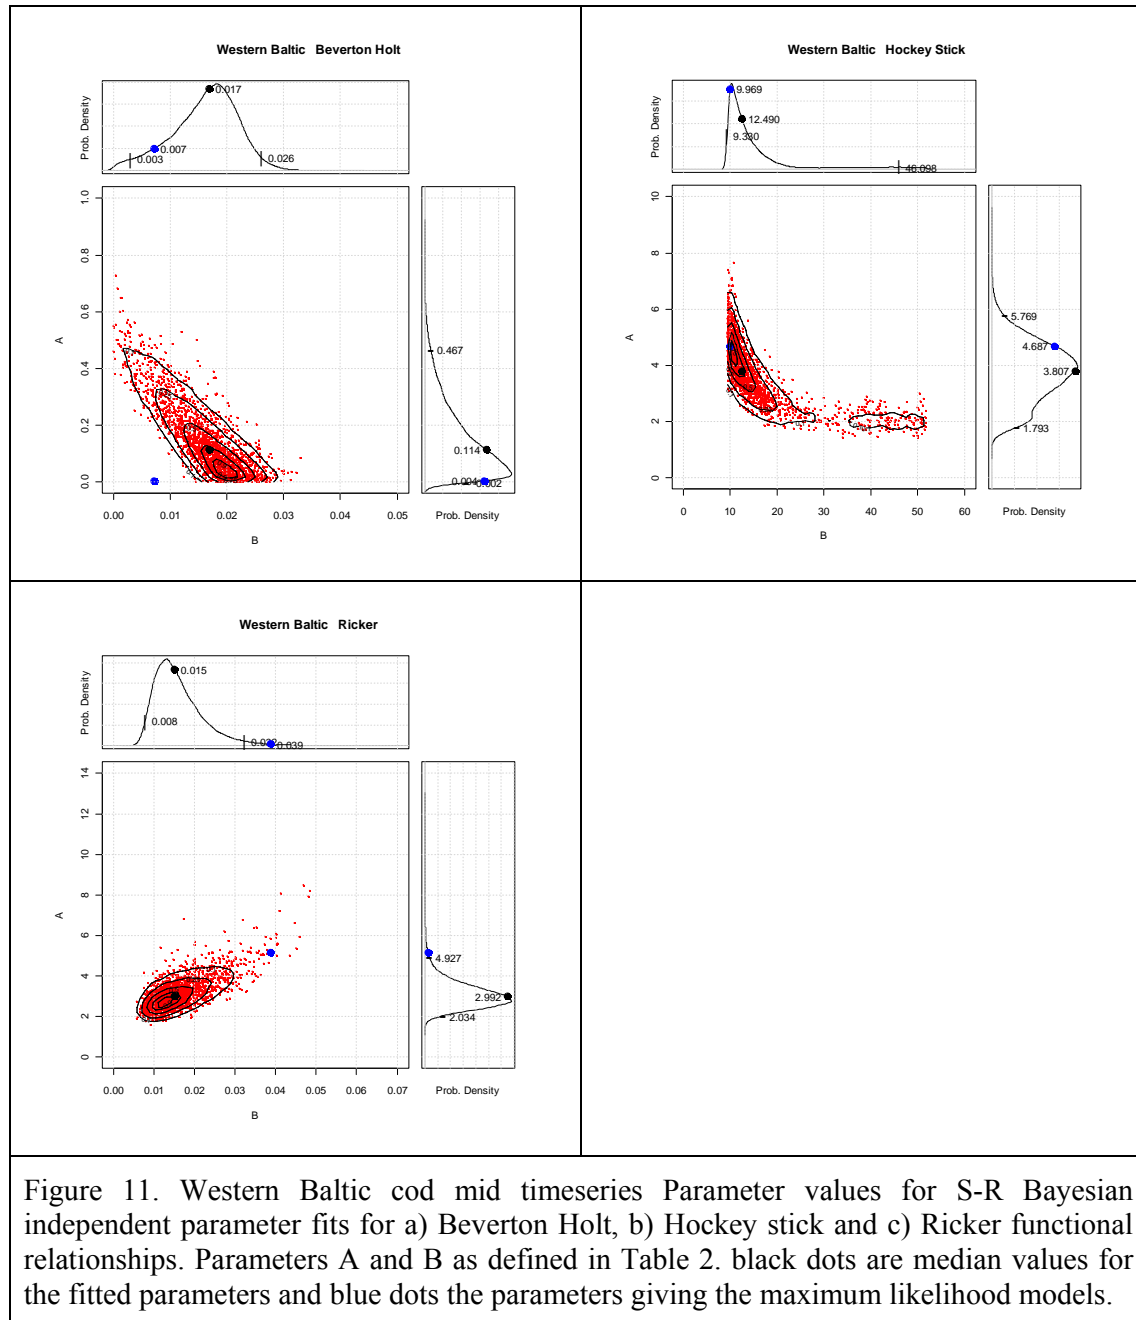 Western Baltic Beverton Holt
Prob. Density
0.017
0.007
0.003
0.026
A
1.0
0.8
0.6
0.4
0.2
0.0
0.467
0.114
0.004
0.002
0.00 0.01 0.02 0.03 0.04 0.05
Prob. Density
B
Western Baltic Hockey Stick
Prob. Density
9.969
12.490
9.330
46.098
A
10
8
6
4
2
0
5.769
4.687
3.807
1.793
0 10 20 30 40 50 60
Prob. Density
B
Western Baltic Ricker
Prob. Density
0.015
0.008
0.039
A
14
12
10
8
6
4
2
0
4.927
2.992
2.034
0.00 0.01 0.02 0.03 0.04 0.05 0.06 0.07
Prob. Density
B
Figure 11. Western Baltic cod mid timeseries Parameter values for S-R Bayesian
independent parameter fits for a) Beverton Holt, b) Hockey stick and c) Ricker functional
relationships. Parameters A and B as defined in Table 2. black dots are median values for
the fitted parameters and blue dots the parameters giving the maximum likelihood models.